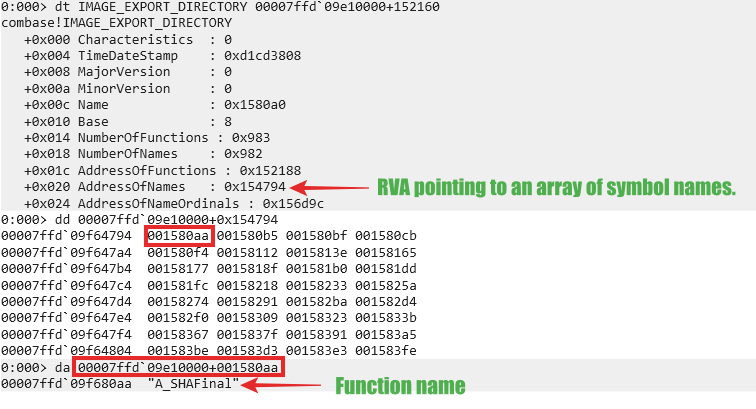 0:000> dt IMAGE_EXPORT_DIRECTORY 00007ffd`09e10000+152160
combase!IMAGE_EXPORT_DIRECTORY
+0x000 Characteristics : 0
+0x004 TimeDateStamp : 0xd1cd3808
+0x008 MajorVersion : 0
+0x00a MinorVersion : 0
+0x00c Name : 0x1580a0
+0x010 Base : 8
+0x014 NumberOfFunctions : 0x983
+0x018 NumberOfNames : 0x982
+0x01c AddressOfFunctions : 0x152188
+0x020 AddressOfNames : 0x154794 RVA pointing to an array of symbol names.
+0x024 AddressOfNameOrdinals : 0x156d9c
0:000> dd 00007ffd`09e10000+0x154794
00007ffd`09f64794 001580aa 001580b5 001580bf 001580cb
00007ffd`09f647a4 001580f4 00158112 0015813e 00158165
00007ffd`09f647b4 00158177 0015818f 001581b0 001581dd
00007ffd`09f647c4 001581fc 00158218 00158233 0015825a
00007ffd`09f647d4 00158274 00158291 001582ba 001582d4
00007ffd`09f647e4 001582f0 00158309 00158323 0015833b
00007ffd`09f647f4 00158367 0015837f 00158391 001583a5
00007ffd`09f64804 001583be 001583d3 001583e3 001583fe
0:000> da 00007ffd`09e10000+001580aa
00007ffd`09f680aa "A_SHAFinal" Function name